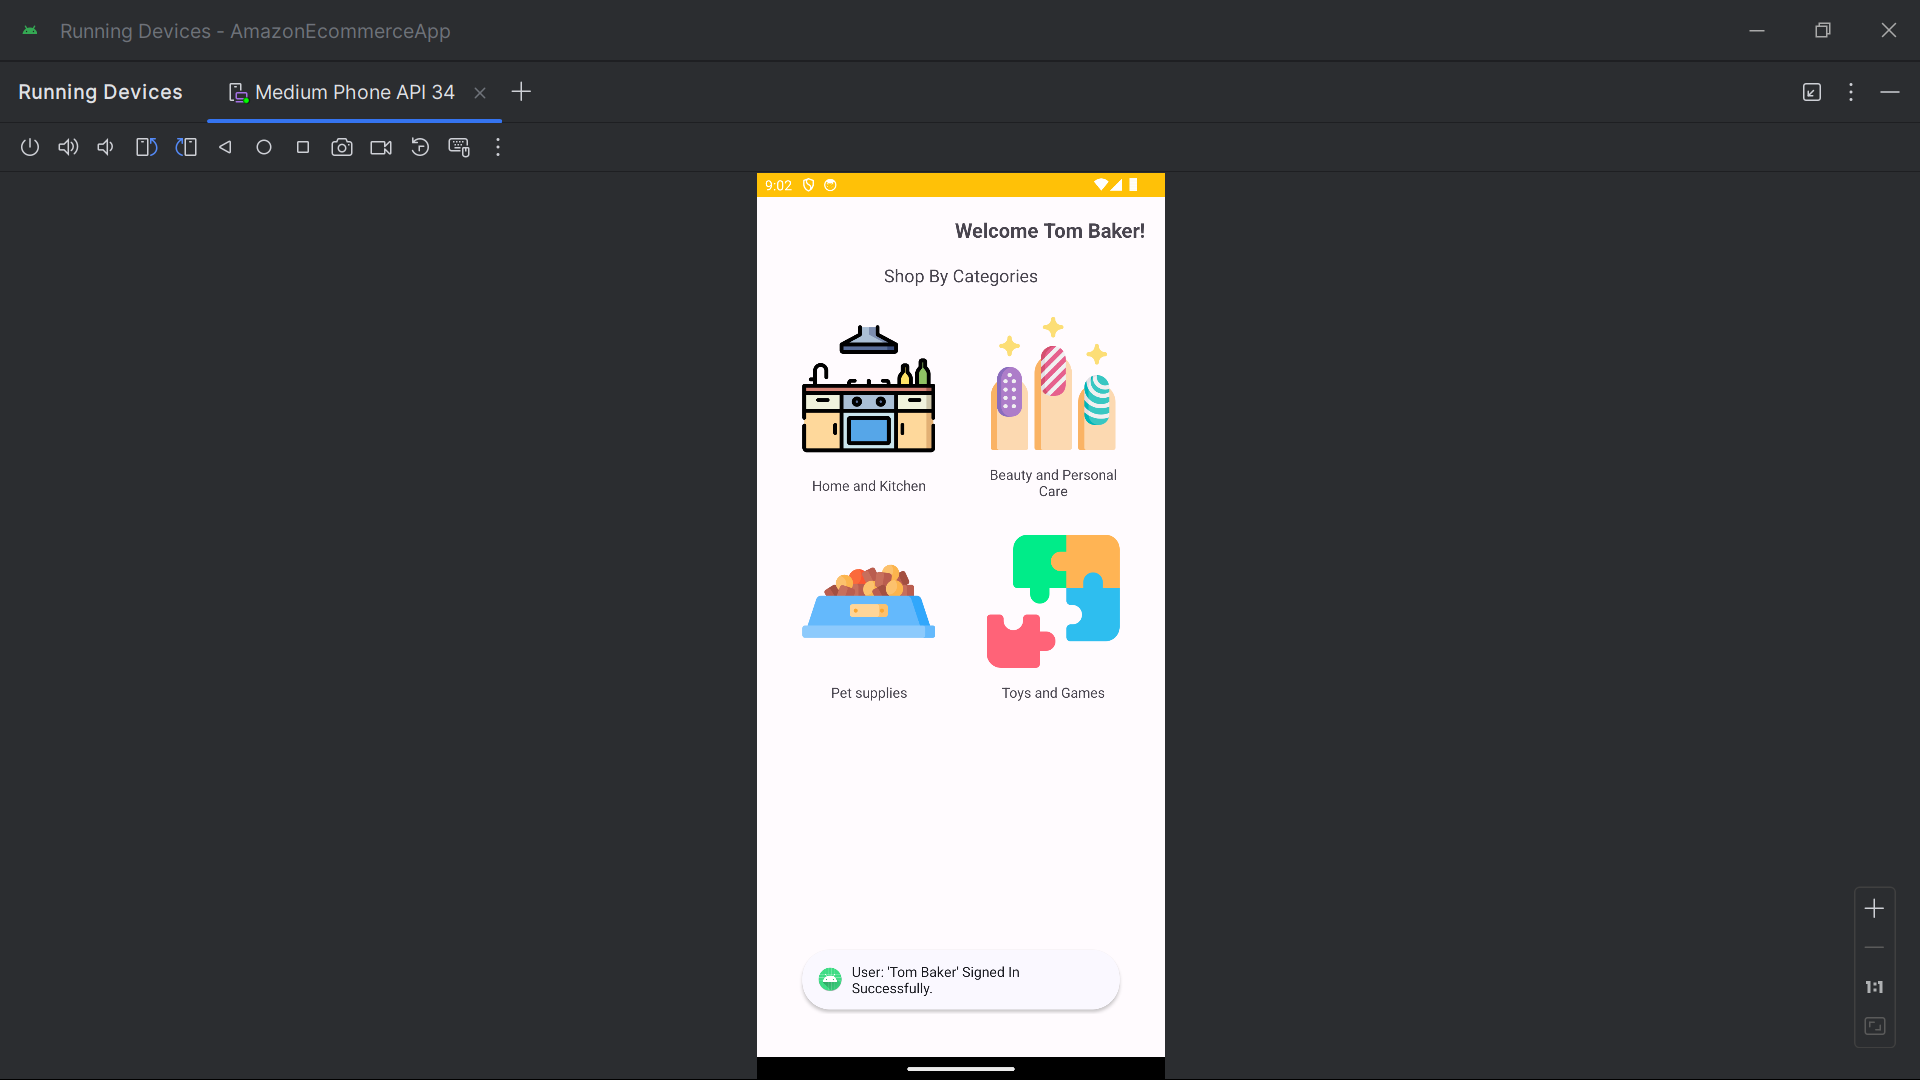 Running Devices - AmazonEcommerceApp
Running Devices
Medium Phone API 34
9:02
Welcome Tom Baker!
Shop By Categories
Home and Kitchen
Beauty and Personal
Care
Pet supplies
Toys and Games
User: 'Tom Baker' Signed In
Successfully.
1:1